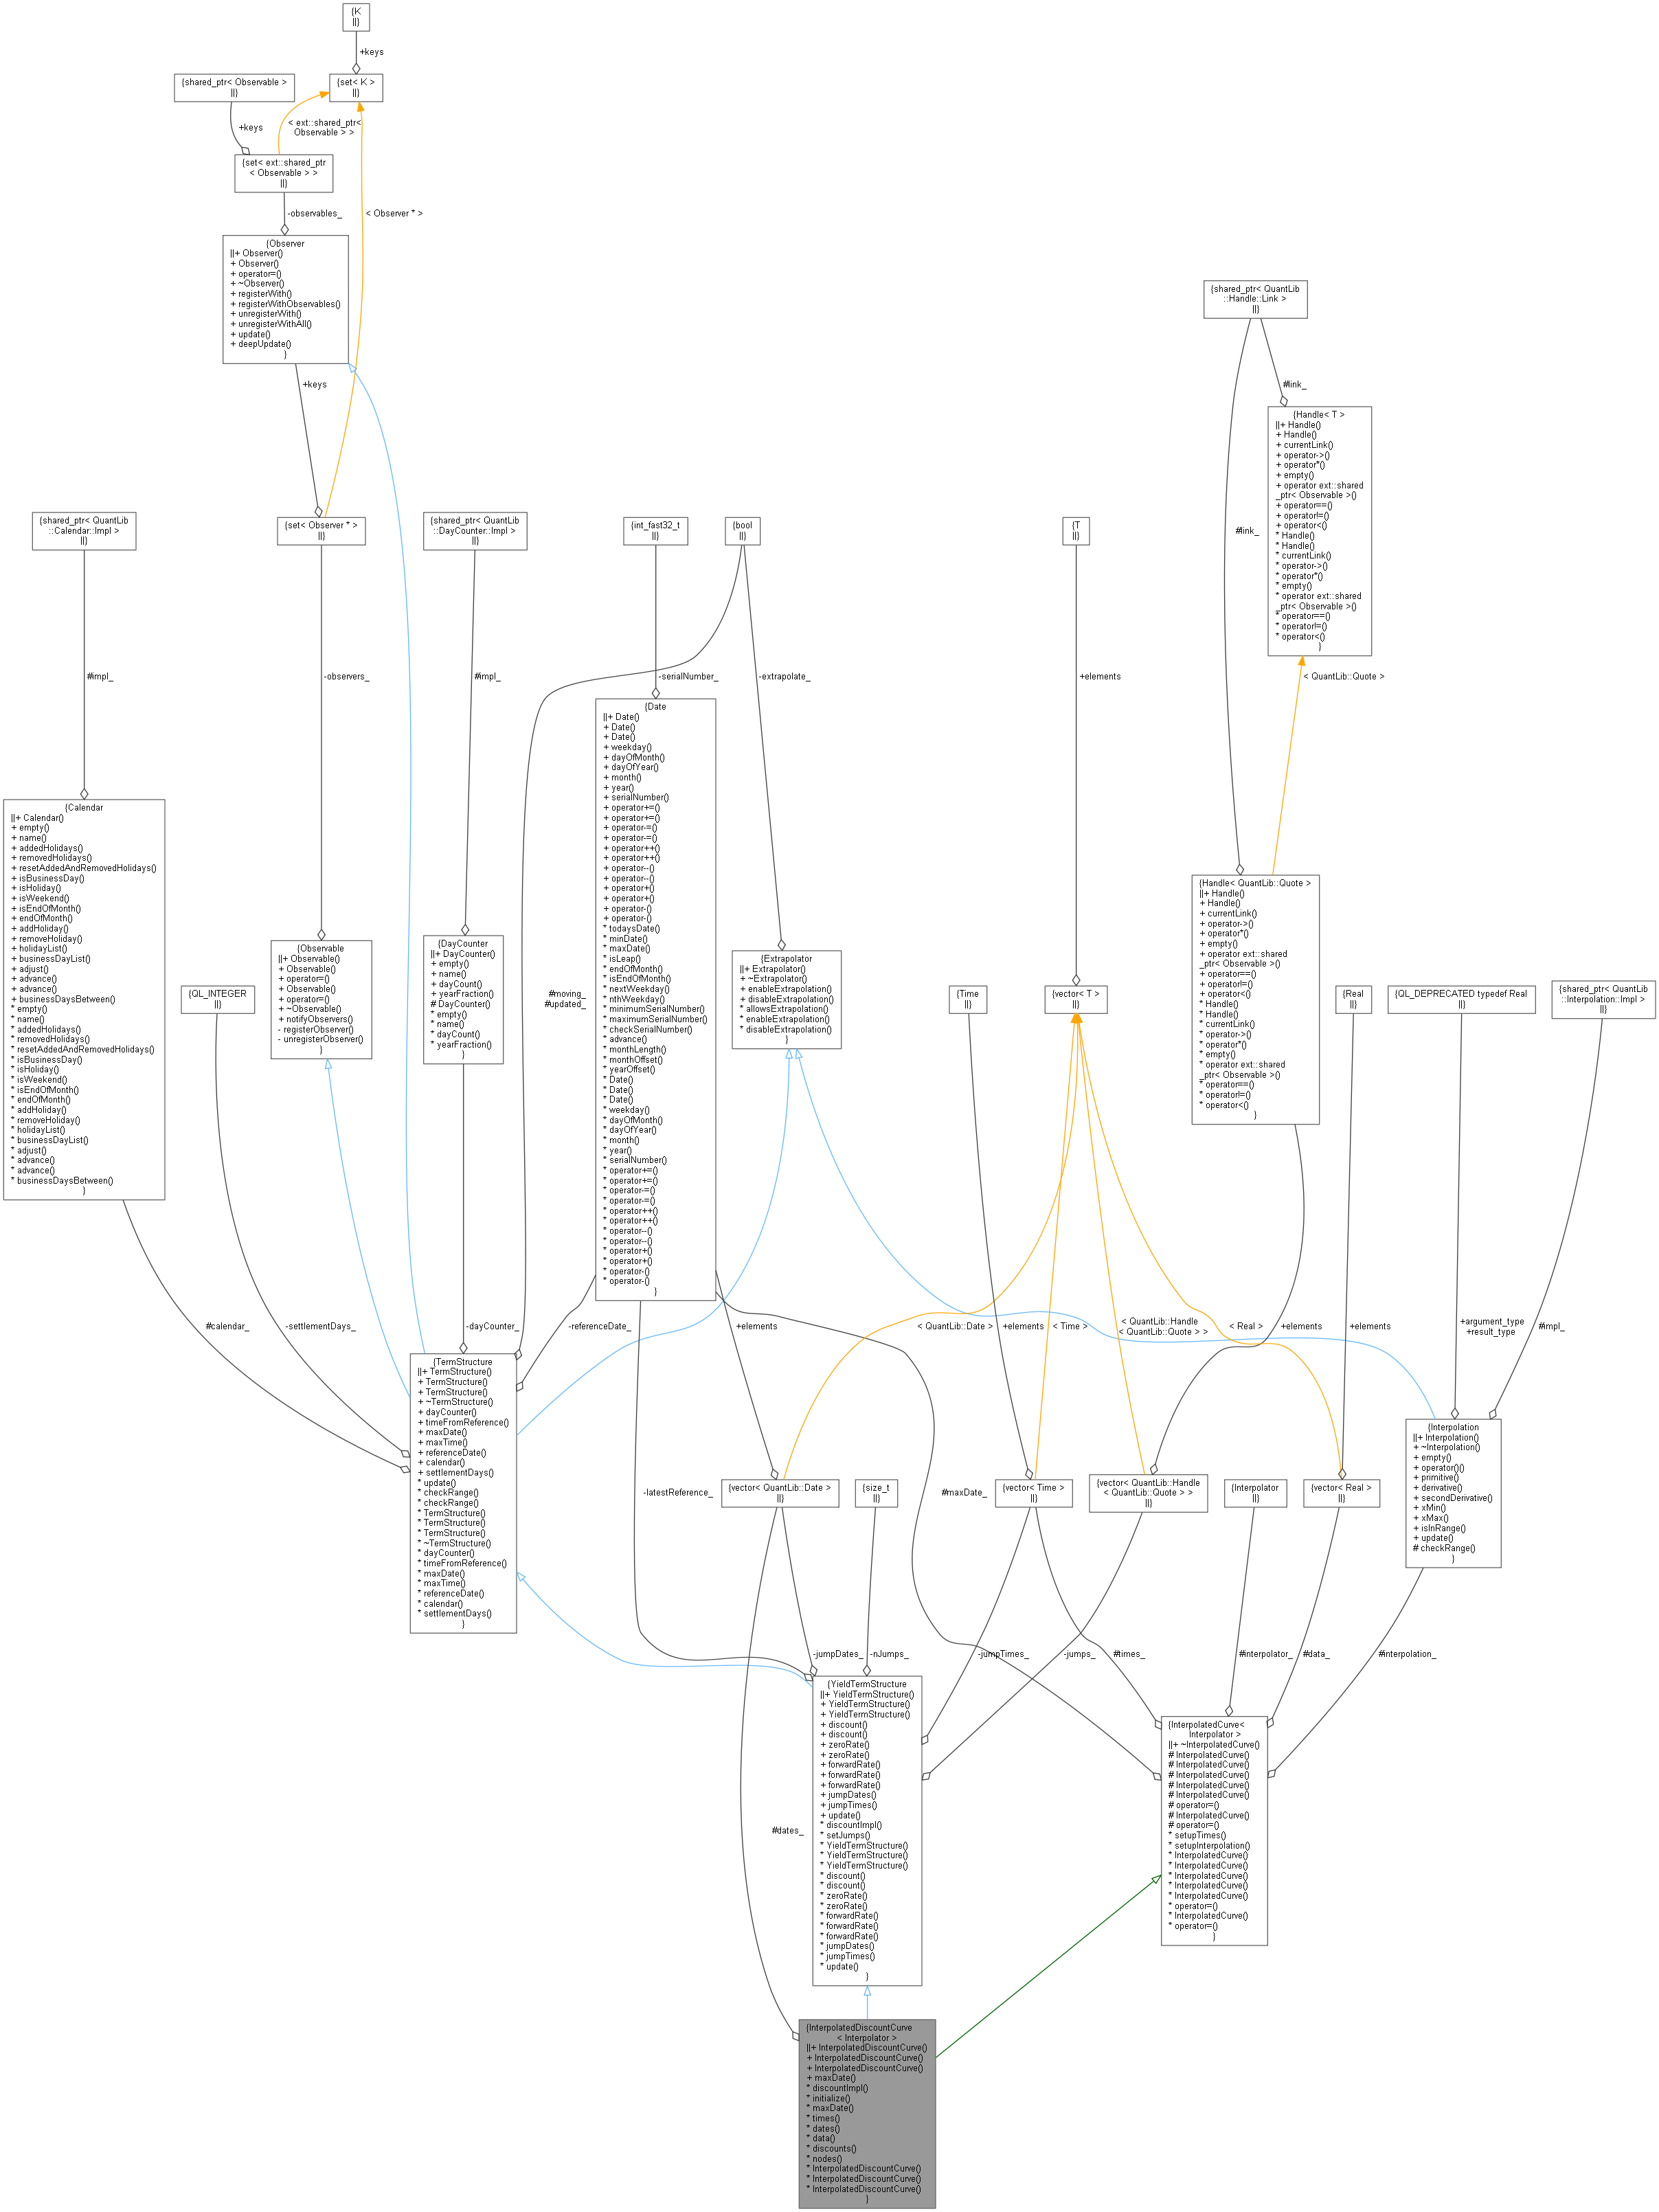 {K
||}
+keys
{shared_ptr< Observable >
||}
{set< K >
||}
+keys
< ext::shared_ptr<
Observable > >
{set< ext::shared_ptr
< Observable > >
||}
-observables_
< Observer * >
{Observer
||+ Observer()
+ Observer()
+ operator=()
+ ~Observer()
+ registerWith()
+ registerWithObservables()
+ unregisterWith()
+ unregisterWithAll()
+ update()
+ deepUpdate()
}
+keys
{shared_ptr< QuantLib
::Handle::Link >
||}
#link_
{Handle< T >
||+ Handle()
+ Handle()
+ currentLink()
+ operator->()
+ operator*()
+ empty()
+ operator ext::shared
_ptr< Observable >()
+ operator==()
+ operator!=()
+ operator<()
* Handle()
* Handle()
* currentLink()
* operator->()
* operator*()
* empty()
* operator ext::shared
_ptr< Observable >()
* operator==()
* operator!=()
* operator<()
}
#link_
< QuantLib::Quote >
{shared_ptr< QuantLib
::Calendar::Impl >
||}
{set< Observer * >
||}
{shared_ptr< QuantLib
::DayCounter::Impl >
||}
{int_fast32_t
||}
{bool
||}
{T
||}
#impl_
-observers_
#impl_
-serialNumber_
-extrapolate_
+elements
{Calendar
||+ Calendar()
+ empty()
+ name()
+ addedHolidays()
+ removedHolidays()
+ resetAddedAndRemovedHolidays()
+ isBusinessDay()
+ isHoliday()
+ isWeekend()
+ isEndOfMonth()
+ endOfMonth()
+ addHoliday()
+ removeHoliday()
+ holidayList()
+ businessDayList()
+ adjust()
+ advance()
+ advance()
+ businessDaysBetween()
* empty()
* name()
* addedHolidays()
* removedHolidays()
* resetAddedAndRemovedHolidays()
* isBusinessDay()
* isHoliday()
* isWeekend()
* isEndOfMonth()
* endOfMonth()
* addHoliday()
* removeHoliday()
* holidayList()
* businessDayList()
* adjust()
* advance()
* advance()
* businessDaysBetween()
}
{QL_INTEGER
||}
{Observable
||+ Observable()
+ Observable()
+ operator=()
+ Observable()
+ operator=()
+ ~Observable()
+ notifyObservers()
- registerObserver()
- unregisterObserver()
}
{DayCounter
||+ DayCounter()
+ empty()
+ name()
+ dayCount()
+ yearFraction()
# DayCounter()
* empty()
* name()
* dayCount()
* yearFraction()
}
#moving_
#updated_
{Date
||+ Date()
+ Date()
+ Date()
+ weekday()
+ dayOfMonth()
+ dayOfYear()
+ month()
+ year()
+ serialNumber()
+ operator+=()
+ operator+=()
+ operator-=()
+ operator-=()
+ operator++()
+ operator++()
+ operator--()
+ operator--()
+ operator+()
+ operator+()
+ operator-()
+ operator-()
* todaysDate()
* minDate()
* maxDate()
* isLeap()
* endOfMonth()
* isEndOfMonth()
* nextWeekday()
* nthWeekday()
* minimumSerialNumber()
* maximumSerialNumber()
* checkSerialNumber()
* advance()
* monthLength()
* monthOffset()
* yearOffset()
* Date()
* Date()
* Date()
* weekday()
* dayOfMonth()
* dayOfYear()
* month()
* year()
* serialNumber()
* operator+=()
* operator+=()
* operator-=()
* operator-=()
* operator++()
* operator++()
* operator--()
* operator--()
* operator+()
* operator+()
* operator-()
* operator-()
}
{Extrapolator
||+ Extrapolator()
+ ~Extrapolator()
+ enableExtrapolation()
+ disableExtrapolation()
* allowsExtrapolation()
* enableExtrapolation()
* disableExtrapolation()
}
{Time
||}
{vector< T >
||}
{Handle< QuantLib::Quote >
||+ Handle()
+ Handle()
+ currentLink()
+ operator->()
+ operator*()
+ empty()
+ operator ext::shared
_ptr< Observable >()
+ operator==()
+ operator!=()
+ operator<()
* Handle()
* Handle()
* currentLink()
* operator->()
* operator*()
* empty()
* operator ext::shared
_ptr< Observable >()
* operator==()
* operator!=()
* operator<()
}
{Real
||}
{QL_DEPRECATED typedef Real
||}
{shared_ptr< QuantLib
::Interpolation::Impl >
||}
#calendar_
-settlementDays_
-dayCounter_
-referenceDate_
+elements
< QuantLib::Date >
+elements
< Time >
< QuantLib::Handle
< QuantLib::Quote > >
< Real >
+elements
+elements
+argument_type
+result_type
#impl_
{TermStructure
||+ TermStructure()
+ TermStructure()
+ TermStructure()
+ ~TermStructure()
+ dayCounter()
+ timeFromReference()
+ maxDate()
+ maxTime()
+ referenceDate()
+ calendar()
+ settlementDays()
* update()
* checkRange()
* checkRange()
* TermStructure()
* TermStructure()
* TermStructure()
* ~TermStructure()
* dayCounter()
* timeFromReference()
* maxDate()
* maxTime()
* referenceDate()
* calendar()
* settlementDays()
}
-latestReference_
{vector< QuantLib::Date >
||}
{size_t
||}
#maxDate_
{vector< Time >
||}
{vector< QuantLib::Handle
< QuantLib::Quote > >
||}
{Interpolator
||}
{vector< Real >
||}
{Interpolation
||+ Interpolation()
+ ~Interpolation()
+ empty()
+ operator()()
+ primitive()
+ derivative()
+ secondDerivative()
+ xMin()
+ xMax()
+ isInRange()
+ update()
# checkRange()
}
-jumpDates_
-nJumps_
-jumpTimes_
-jumps_
#times_
#interpolator_
#data_
#interpolation_
#dates_
{YieldTermStructure
||+ YieldTermStructure()
+ YieldTermStructure()
+ YieldTermStructure()
+ discount()
+ discount()
+ zeroRate()
+ zeroRate()
+ forwardRate()
+ forwardRate()
+ forwardRate()
+ jumpDates()
+ jumpTimes()
+ update()
* discountImpl()
* setJumps()
* YieldTermStructure()
* YieldTermStructure()
* YieldTermStructure()
* discount()
* discount()
* zeroRate()
* zeroRate()
* forwardRate()
* forwardRate()
* forwardRate()
* jumpDates()
* jumpTimes()
* update()
}
{InterpolatedCurve<
Interpolator >
||+ ~InterpolatedCurve()
# InterpolatedCurve()
# InterpolatedCurve()
# InterpolatedCurve()
# InterpolatedCurve()
# InterpolatedCurve()
# operator=()
# InterpolatedCurve()
# operator=()
* setupTimes()
* setupInterpolation()
* InterpolatedCurve()
* InterpolatedCurve()
* InterpolatedCurve()
* InterpolatedCurve()
* InterpolatedCurve()
* operator=()
* InterpolatedCurve()
* operator=()
}
{InterpolatedDiscountCurve
< Interpolator >
||+ InterpolatedDiscountCurve()
+ InterpolatedDiscountCurve()
+ InterpolatedDiscountCurve()
+ maxDate()
* discountImpl()
* initialize()
* maxDate()
* times()
* dates()
* data()
* discounts()
* nodes()
* InterpolatedDiscountCurve()
* InterpolatedDiscountCurve()
* InterpolatedDiscountCurve()
}